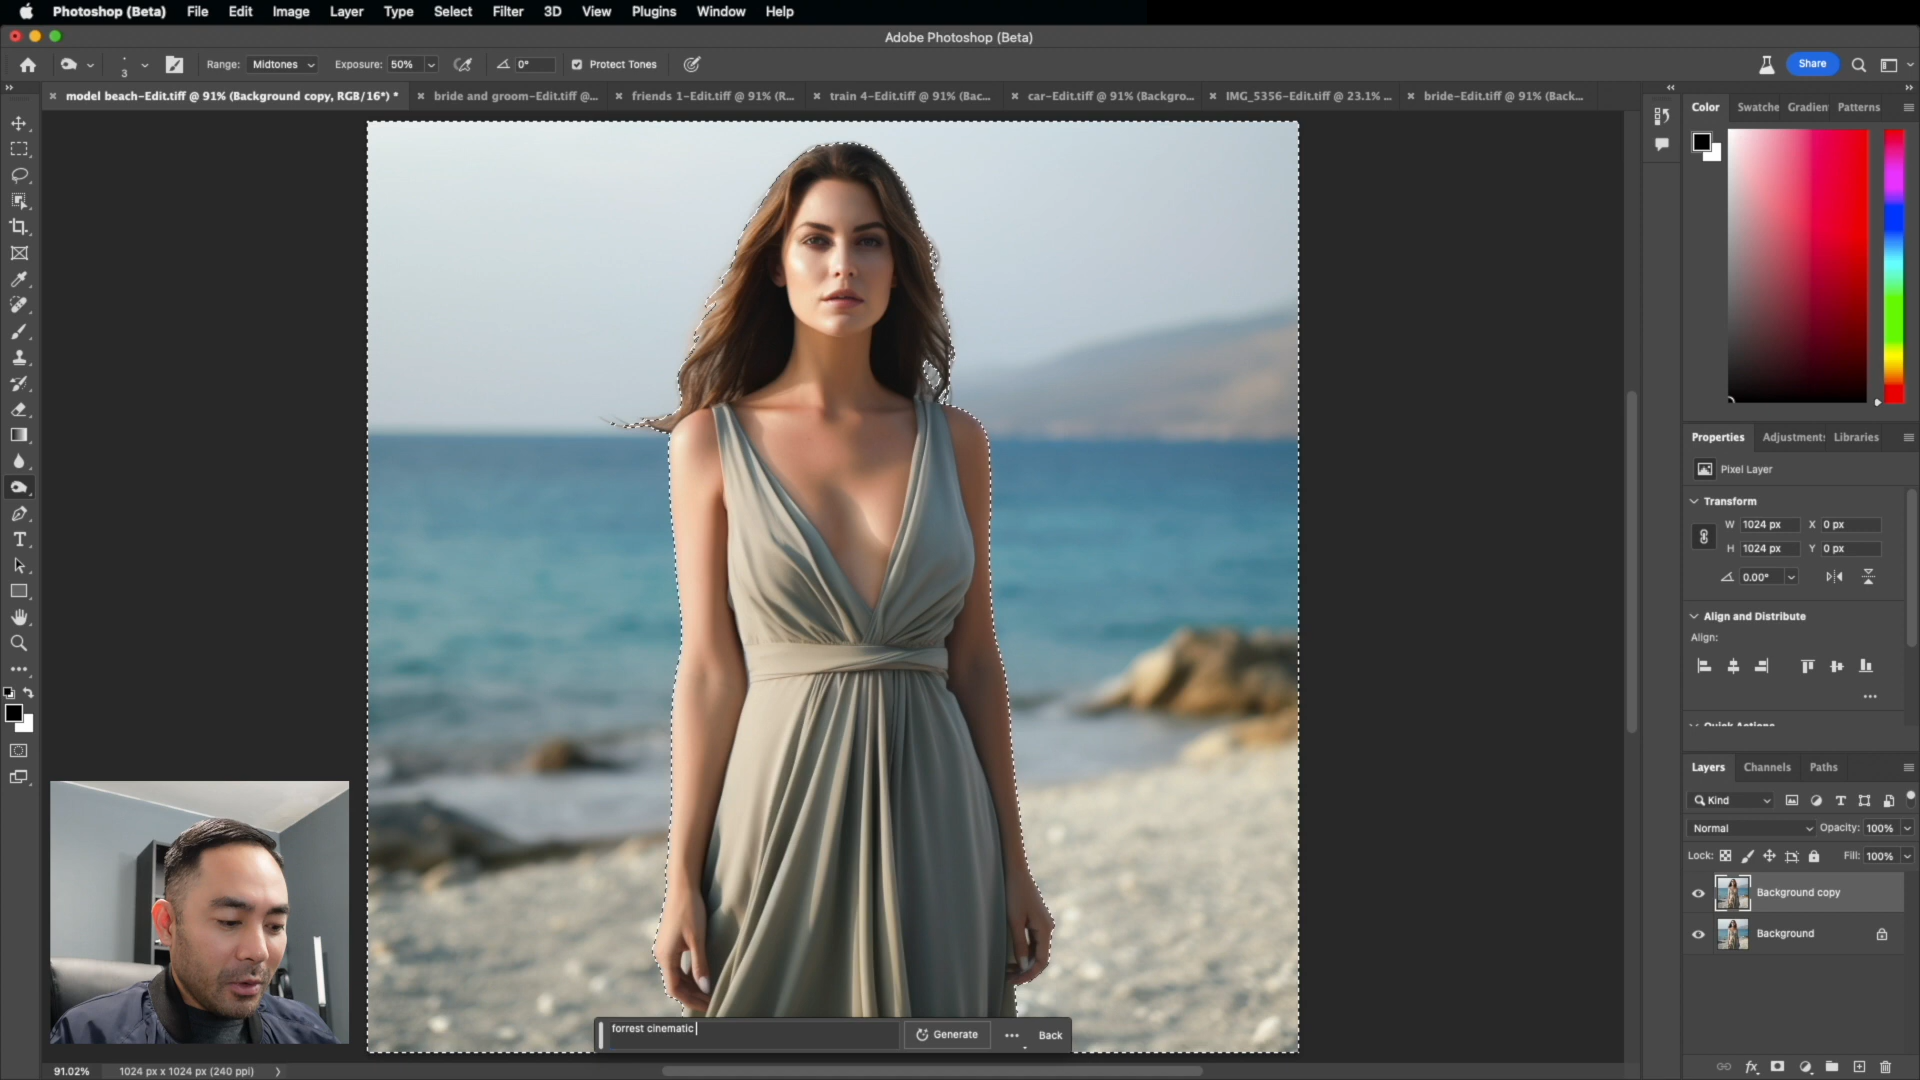 Photoshop (Beta) File Edit Image Layer Type Select Filter 3D View Plugins Window Help
Adobe Photoshop (Beta)
3 Range: Midtones Exposure: 50% 0° Protect Tones Share
model beach-Edit.tiff @ 91% (Background copy, RGB/16*) * bride and groom-Edit.tiff @... friends 1-Edit.tiff @ 91% (R... train 4-Edit.tiff @ 91% (Bac... car-Edit.tiff @ 91% (Backgro... IMG_5356-Edit.tiff @ 23.1% ... bride-Edit.tiff @ 91% (Back...
Color Swatche Gradien Patterns
Properties Adjustment: Libraries
Pixel Layer
Transform
W 1024 px X 0 px
H 1024 px Y 0 px
0.00°
Align and Distribute
Align:
Quick Actions
Layers Channels Paths
Kind
Normal Opacity: 100%
Lock: Fill: 100%
Background copy
Background
forrest cinematic
Generate Back
91.02% 1024 px x 1024 px (240 ppi)